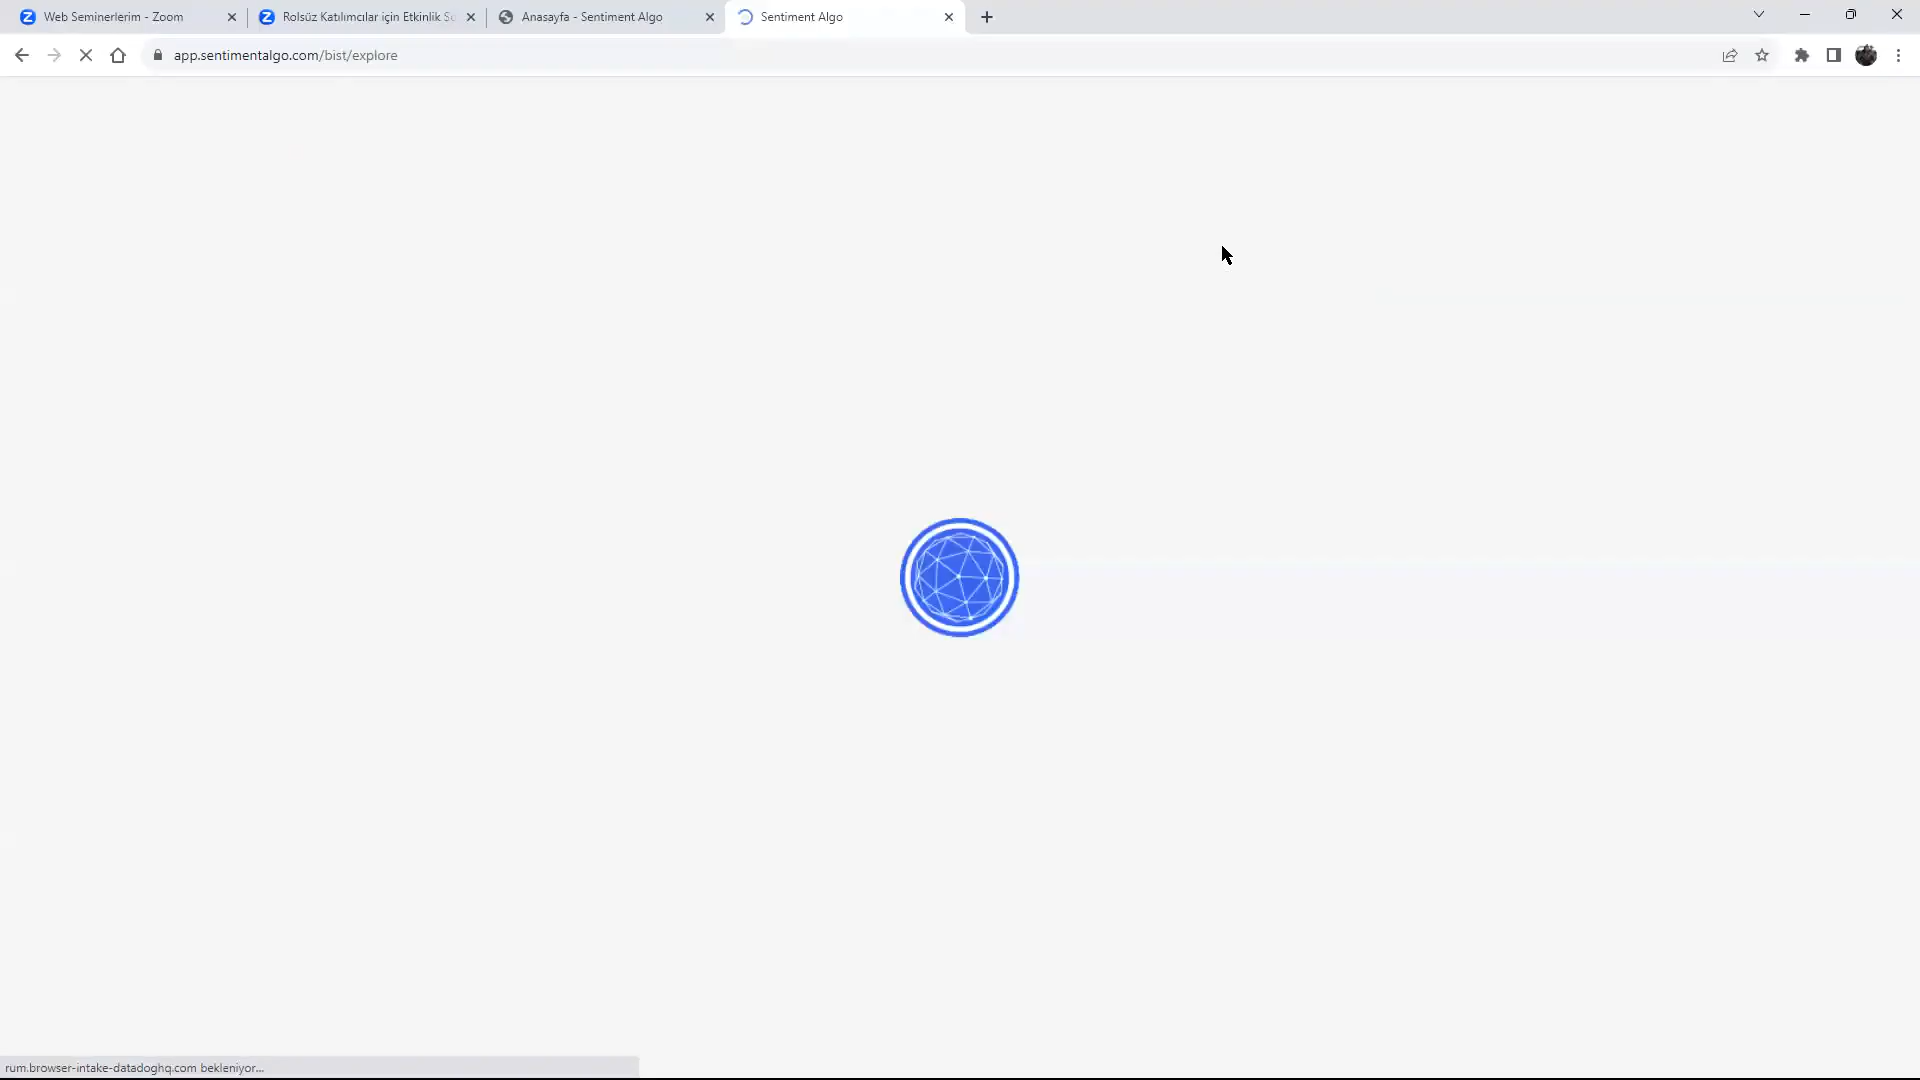 Web Seminerlerim - Zoom
Rolsüz Katılımcılar için Etkinlik
Anasayfa - Sentiment Algo
Sentiment Algo
app.sentimentalgo.com/bist/explore
rum.browser-intake-datadoghq.com bekleniyor...